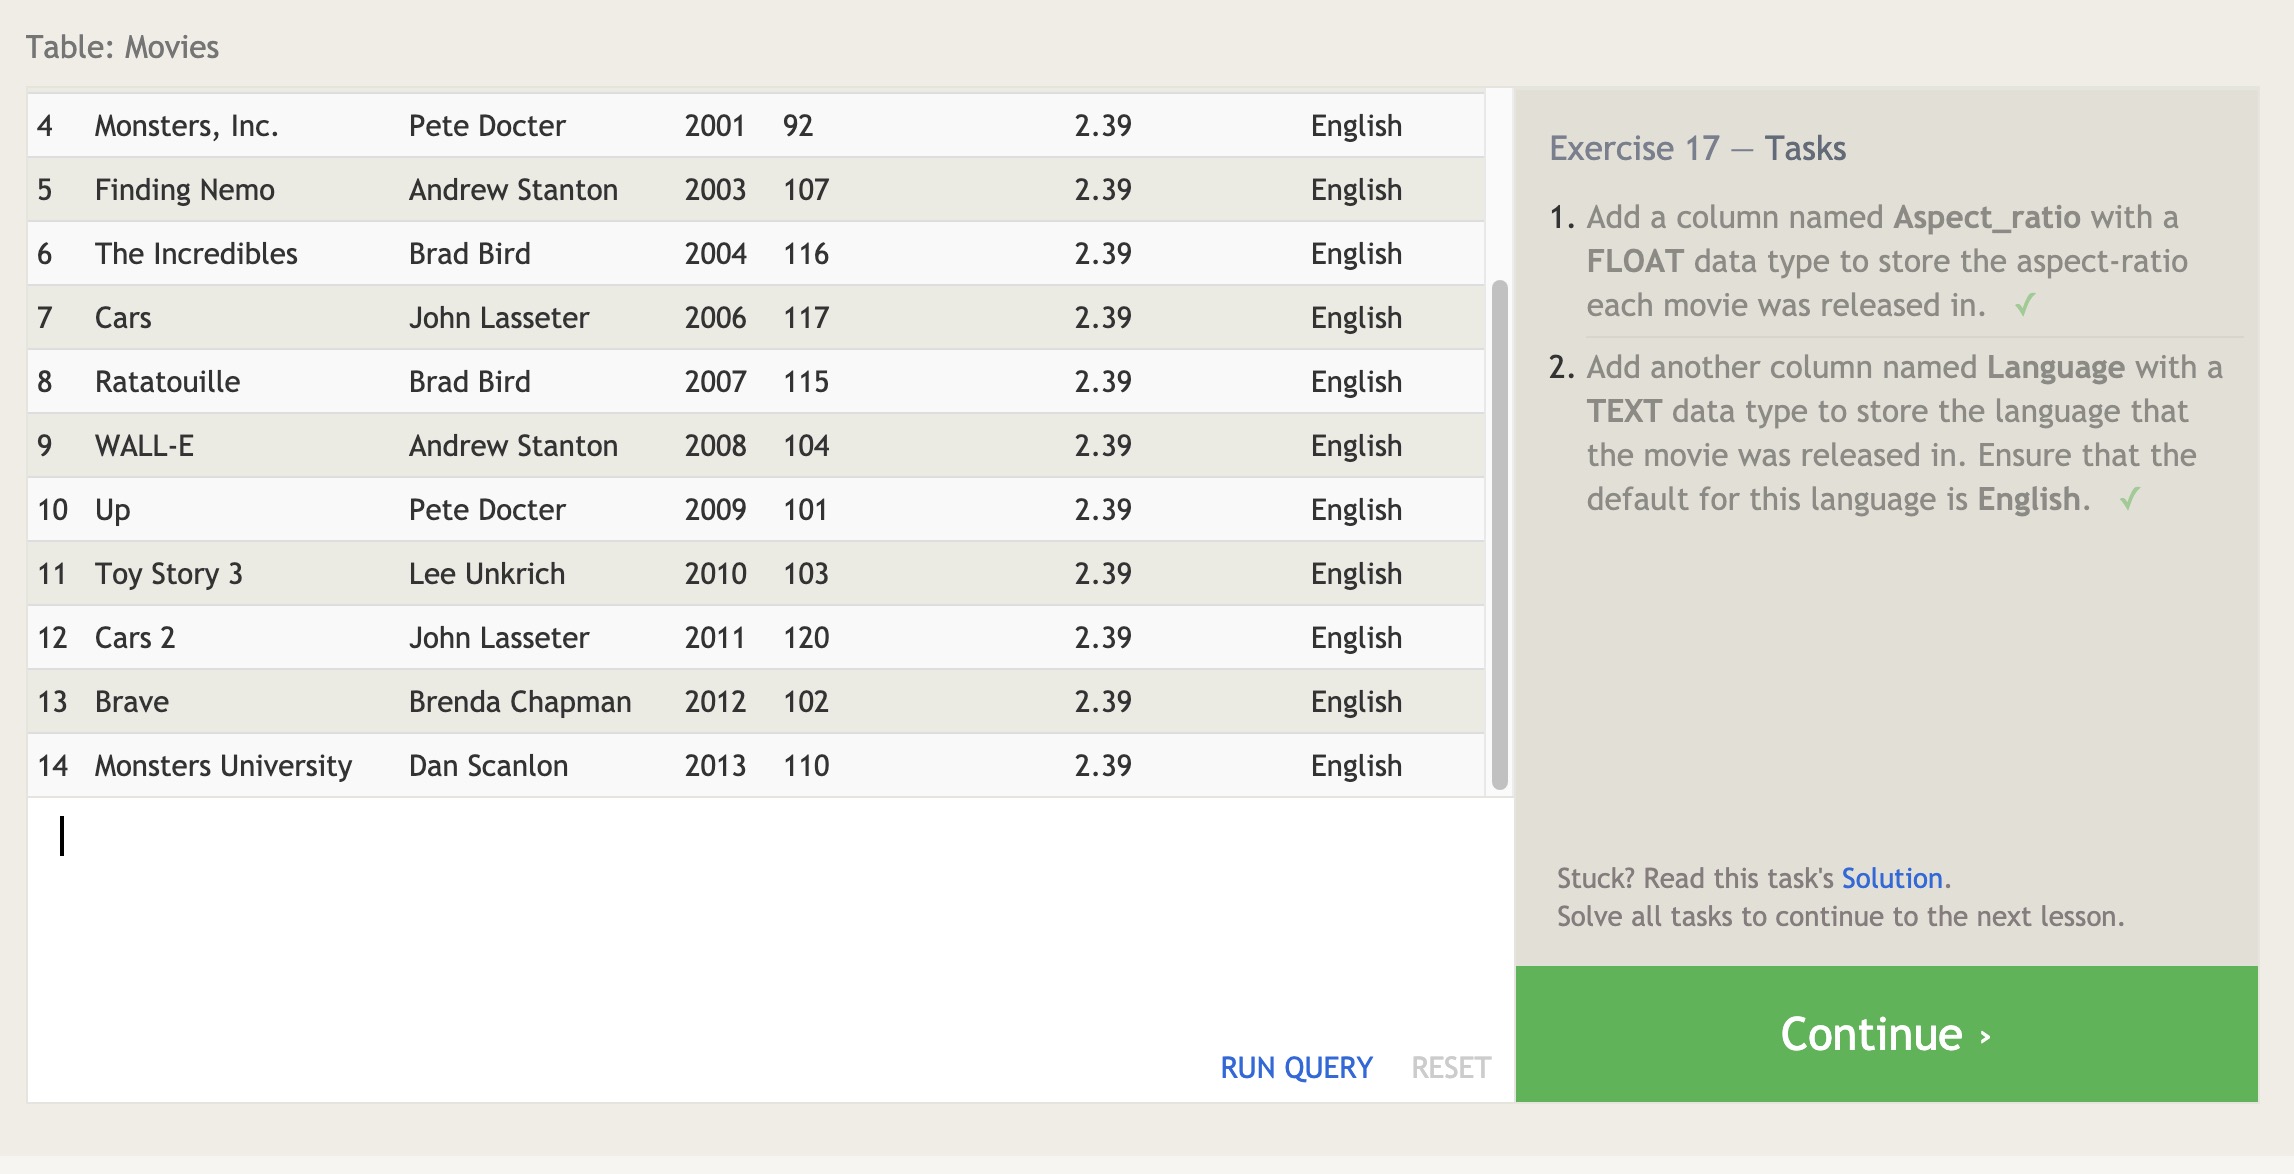 Table: Movies
4 Monsters, Inc. Pete Docter 2001 92 2.39 English
5 Finding Nemo Andrew Stanton 2003 107 2.39 English
6 The Incredibles Brad Bird 2004 116 2.39 English
7 Cars John Lasseter 2006 117 2.39 English
8 Ratatouille Brad Bird 2007 115 2.39 English
9 WALL-E Andrew Stanton 2008 104 2.39 English
10 Up Pete Docter 2009 101 2.39 English
11 Toy Story 3 Lee Unkrich 2010 103 2.39 English
12 Cars 2 John Lasseter 2011 120 2.39 English
13 Brave Brenda Chapman 2012 102 2.39 English
14 Monsters University Dan Scanlon 2013 110 2.39 English
RUN QUERY RESET
Exercise 17 — Tasks
1. Add a column named Aspect_ratio with a
FLOAT data type to store the aspect-ratio
each movie was released in. ✓
2. Add another column named Language with a
TEXT data type to store the language that
the movie was released in. Ensure that the
default for this language is English. ✓
Stuck? Read this task's Solution.
Solve all tasks to continue to the next lesson.
Continue ›